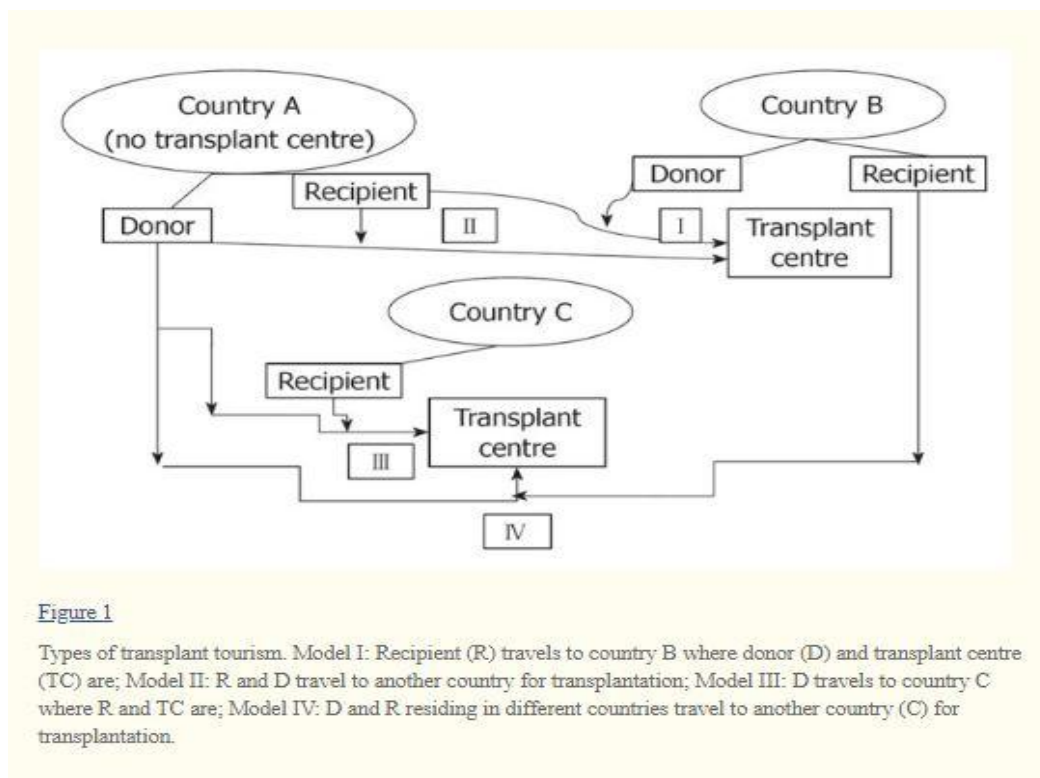 Country A
(no transplant centre)
Country B
Donor
Recipient
Recipient
Donor
II
I
Transplant
centre
Country C
Recipient
Transplant
centre
III
IV
Figure 1
Types of transplant tourism. Model I: Recipient (R) travels to country B where donor (D) and transplant centre
(TC) are; Model II: R and D travel to another country for transplantation; Model III: D travels to country C
where R and TC are; Model IV: D and R residing in different countries travel to another country (C) for
transplantation.